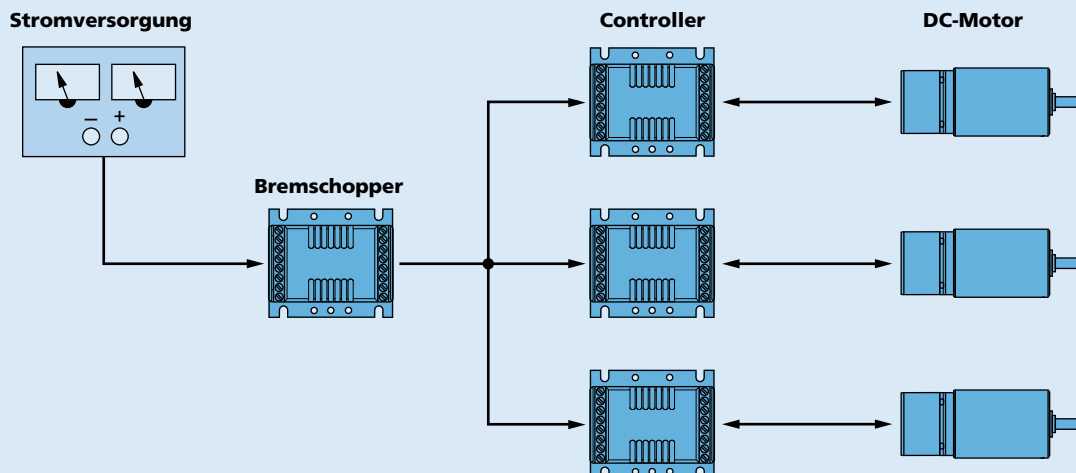 Stromversorgung
Controller
DC-Motor
− +
Bremschopper